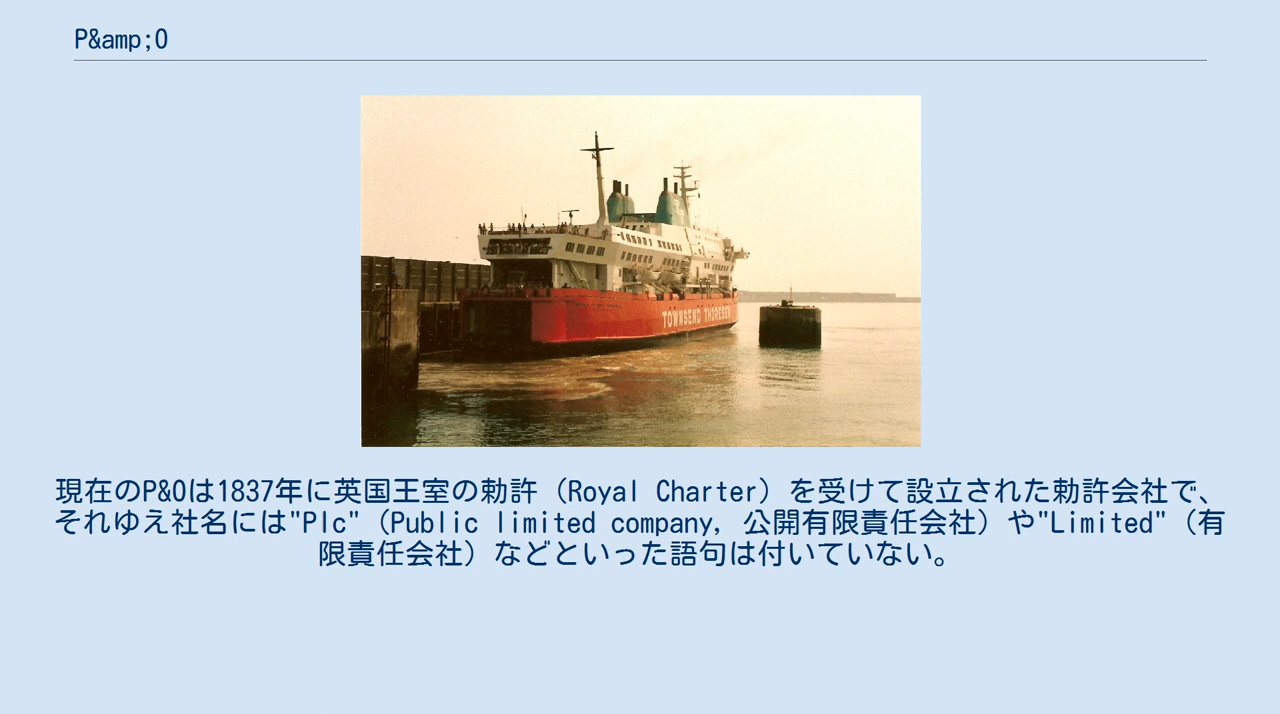 P&amp;O
TOWNSEND THORESEN
現在のP&Oは1837年に英国王室の勅許（Royal Charter）を受けて設立された勅許会社で、
それゆえ社名には"Plc"（Public limited company, 公開有限責任会社）や"Limited"（有
限責任会社）などといった語句は付いていない。